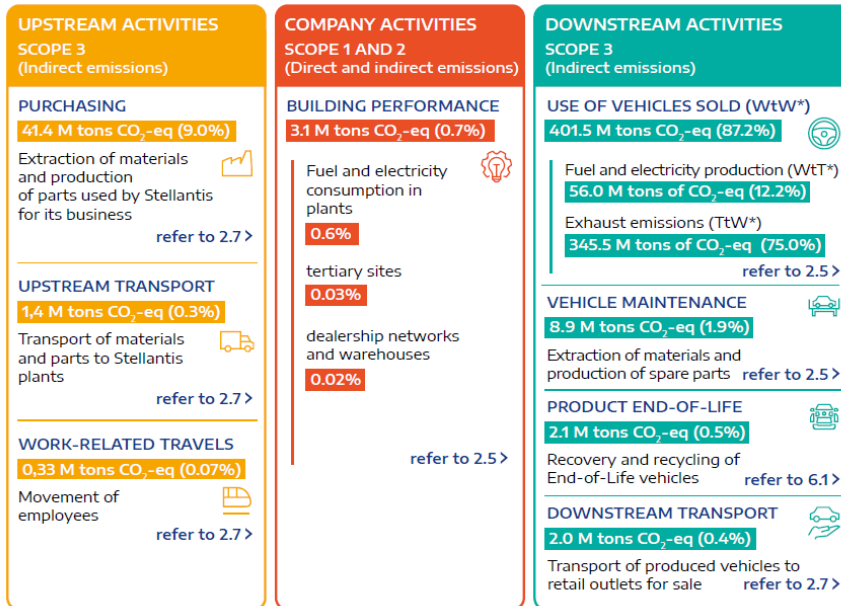 UPSTREAM ACTIVITIES
SCOPE 3
(Indirect emissions)
PURCHASING
41.4 M tons CO₂-eq (9.0%)
Extraction of materials
and production
of parts used by Stellantis
for its business
refer to 2.7 >
UPSTREAM TRANSPORT
1,4 M tons CO₂-eq (0.3%)
Transport of materials
and parts to Stellantis
plants
refer to 2.7 >
WORK-RELATED TRAVELS
0,33 M tons CO₂-eq (0.07%)
Movement of
employees
refer to 2.7 >
COMPANY ACTIVITIES
SCOPE 1 AND 2
(Direct and indirect emissions)
BUILDING PERFORMANCE
3.1 M tons CO₂-eq (0.7%)
Fuel and electricity
consumption in
plants
0.6%
tertiary sites
0.03%
dealership networks
and warehouses
0.02%
refer to 2.5 >
DOWNSTREAM ACTIVITIES
SCOPE 3
(Indirect emissions)
USE OF VEHICLES SOLD (WtW*)
401.5 M tons CO₂-eq (87.2%)
Fuel and electricity production (WtT*)
56.0 M tons of CO₂-eq (12.2%)
Exhaust emissions (TtW*)
345.5 M tons of CO₂-eq (75.0%)
refer to 2.5 >
VEHICLE MAINTENANCE
8.9 M tons CO₂-eq (1.9%)
Extraction of materials and
production of spare parts refer to 2.5 >
PRODUCT END-OF-LIFE
2.1 M tons CO₂-eq (0.5%)
Recovery and recycling of
End-of-Life vehicles refer to 6.1 >
DOWNSTREAM TRANSPORT
2.0 M tons CO₂-eq (0.4%)
Transport of produced vehicles to
retail outlets for sale refer to 2.7 >